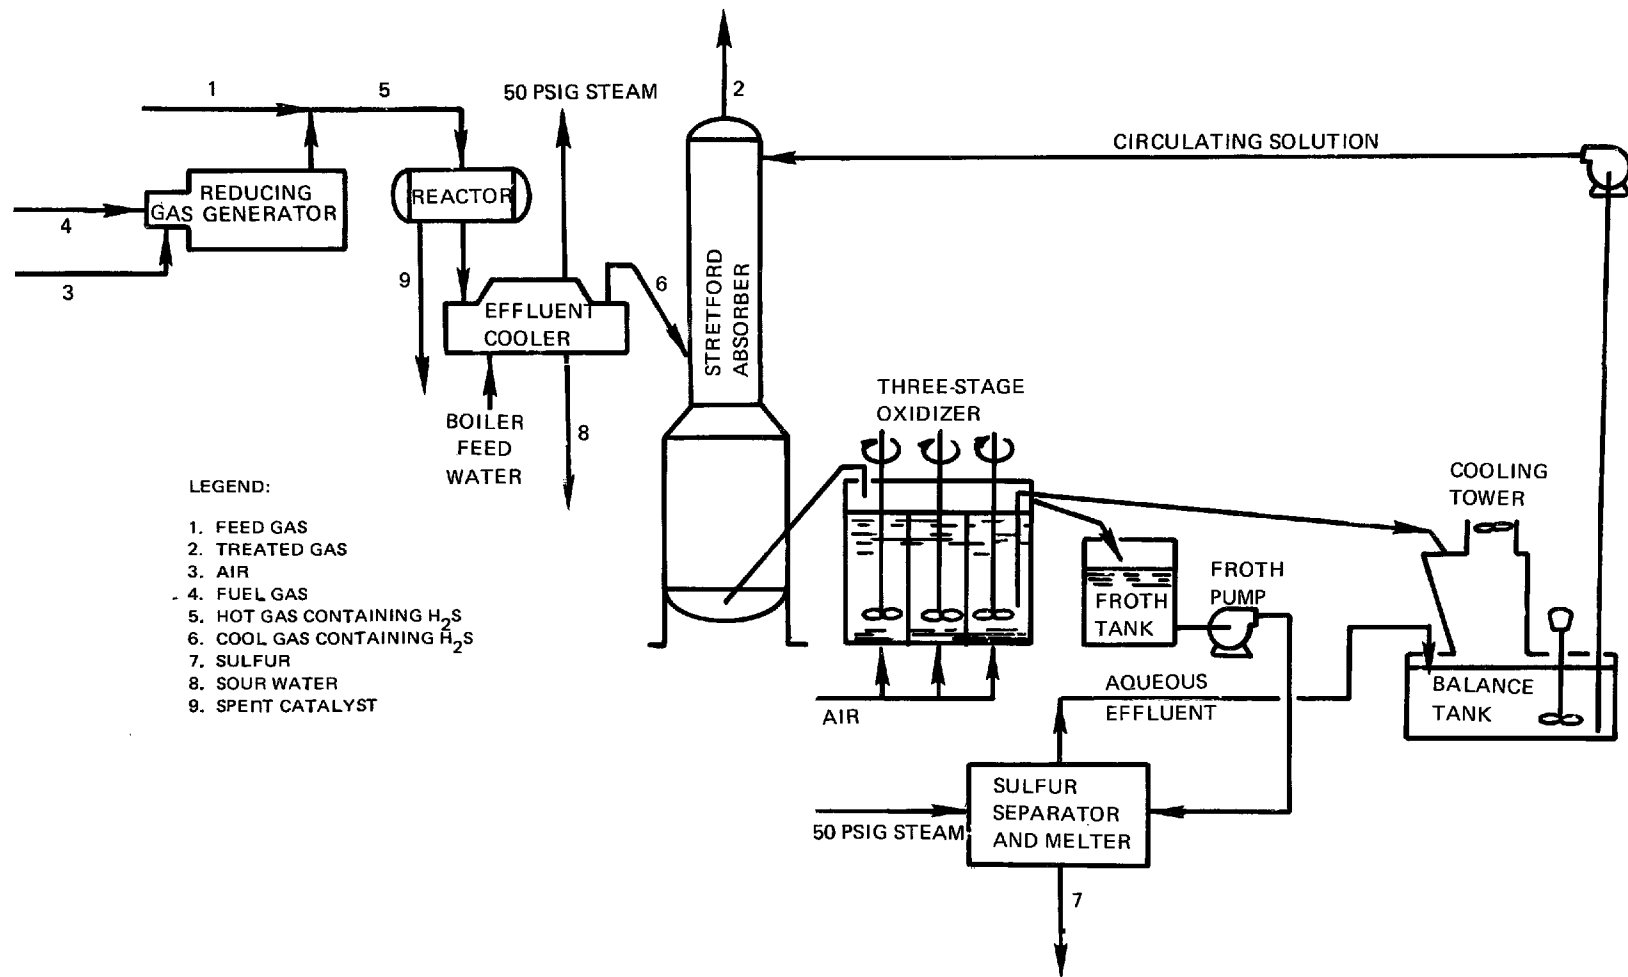 1
5
50 PSIG STEAM
2
CIRCULATING SOLUTION
REDUCING
GAS GENERATOR
REACTOR
4
3
9
6
EFFLUENT
COOLER
STRETFORD
ABSORBER
THREE-STAGE
OXIDIZER
BOILER
FEED
WATER
8
COOLING
TOWER
LEGEND:
1. FEED GAS
2. TREATED GAS
3. AIR
4. FUEL GAS
5. HOT GAS CONTAINING H2S
6. COOL GAS CONTAINING H2S
7. SULFUR
8. SOUR WATER
9. SPENT CATALYST
FROTH
PUMP
FROTH
TANK
AIR
AQUEOUS
EFFLUENT
BALANCE
TANK
SULFUR
SEPARATOR
AND MELTER
50 PSIG STEAM
7